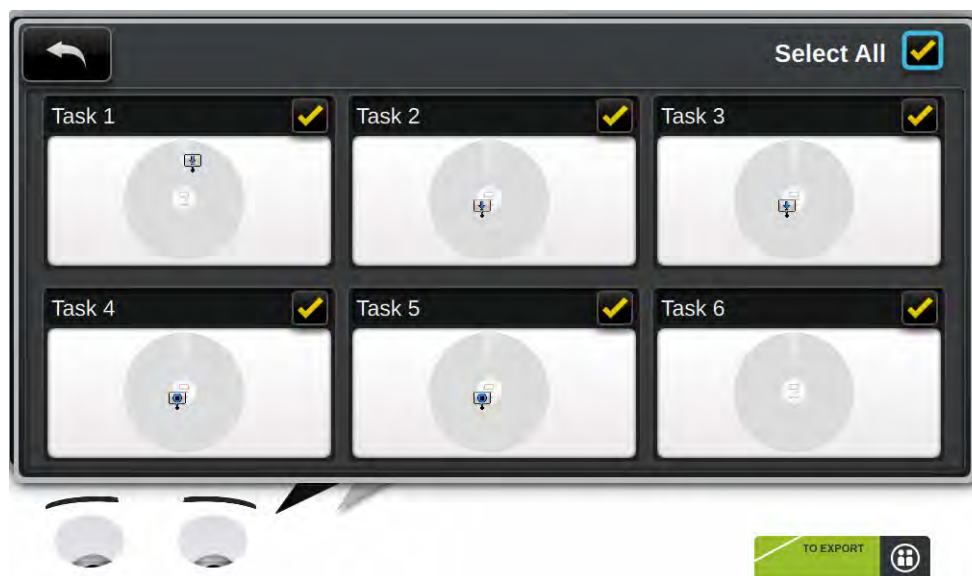 Select All
Task 1
Task 2
Task 3
Task 4
Task 5
Task 6
TO EXPORT